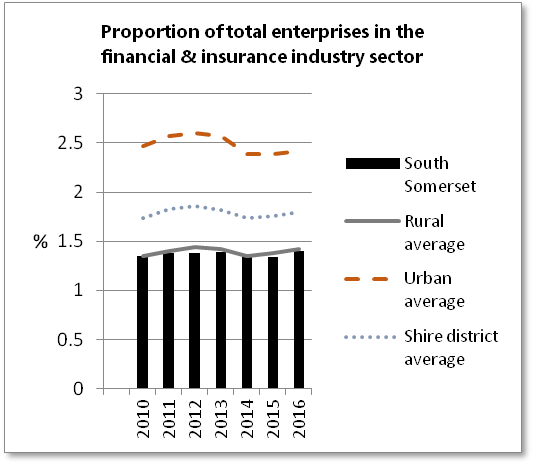 Proportion of total enterprises in the
financial & insurance industry sector
3
2.5
2
% 1.5
1
0.5
0
2010 2011 2012 2013 2014 2015 2016
South
Somerset
Rural
average
Urban
average
Shire district
average